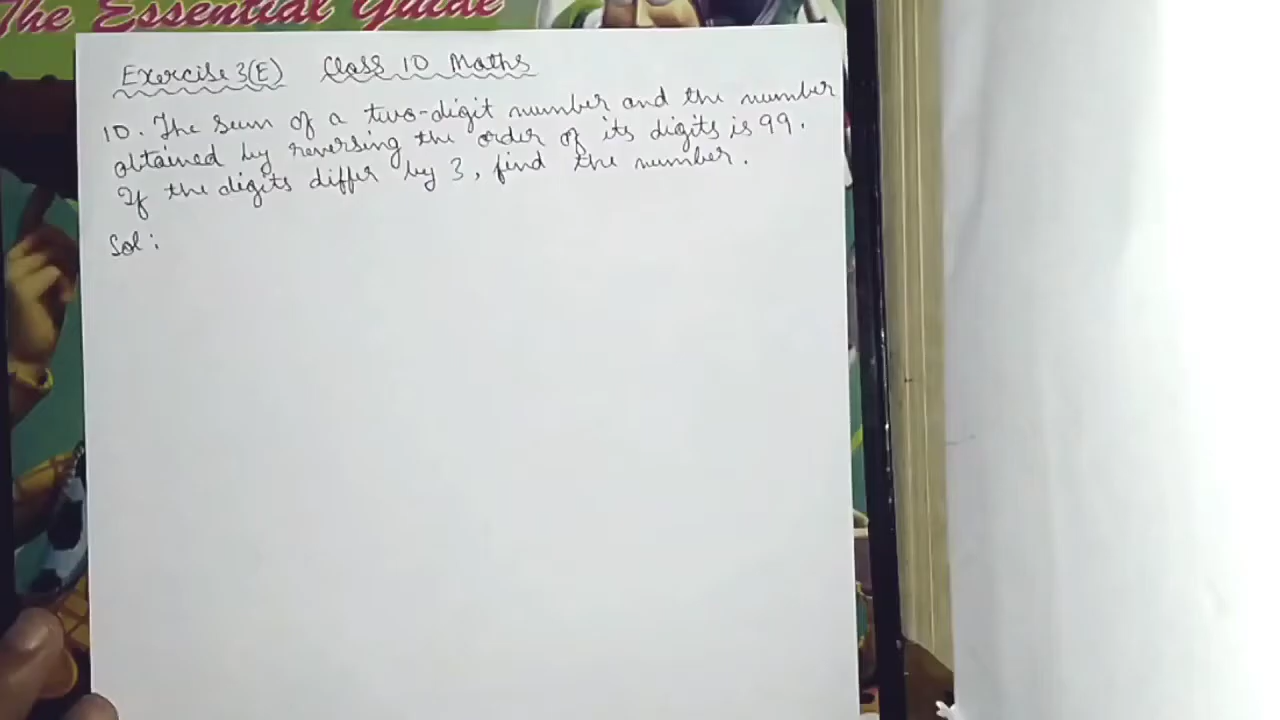 The Essential Guide
Exercise 3(E) Class 10 Maths
10. The sum of a two-digit number and the number
obtained by reversing the order of its digits is 99.
If the digits differ by 3, find the number.
Sol: